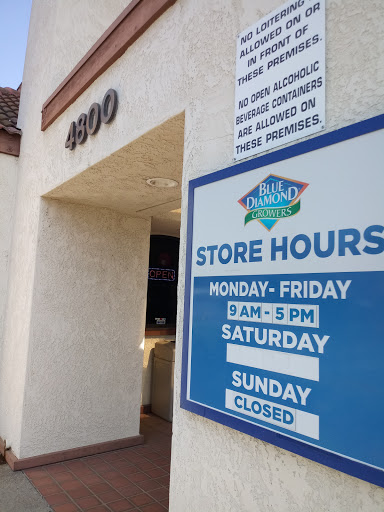 NO LOITERING
ALLOWED ON OR
IN FRONT OF
THESE PREMISES.
NO OPEN ALCOHOLIC
BEVERAGE CONTAINERS
ARE ALLOWED ON
THESE PREMISES.
4800
BLUE
DIAMOND
GROWERS
STORE HOURS
MONDAY- FRIDAY
9 AM - 5 PM
SATURDAY
SUNDAY
CLOSED
OPEN